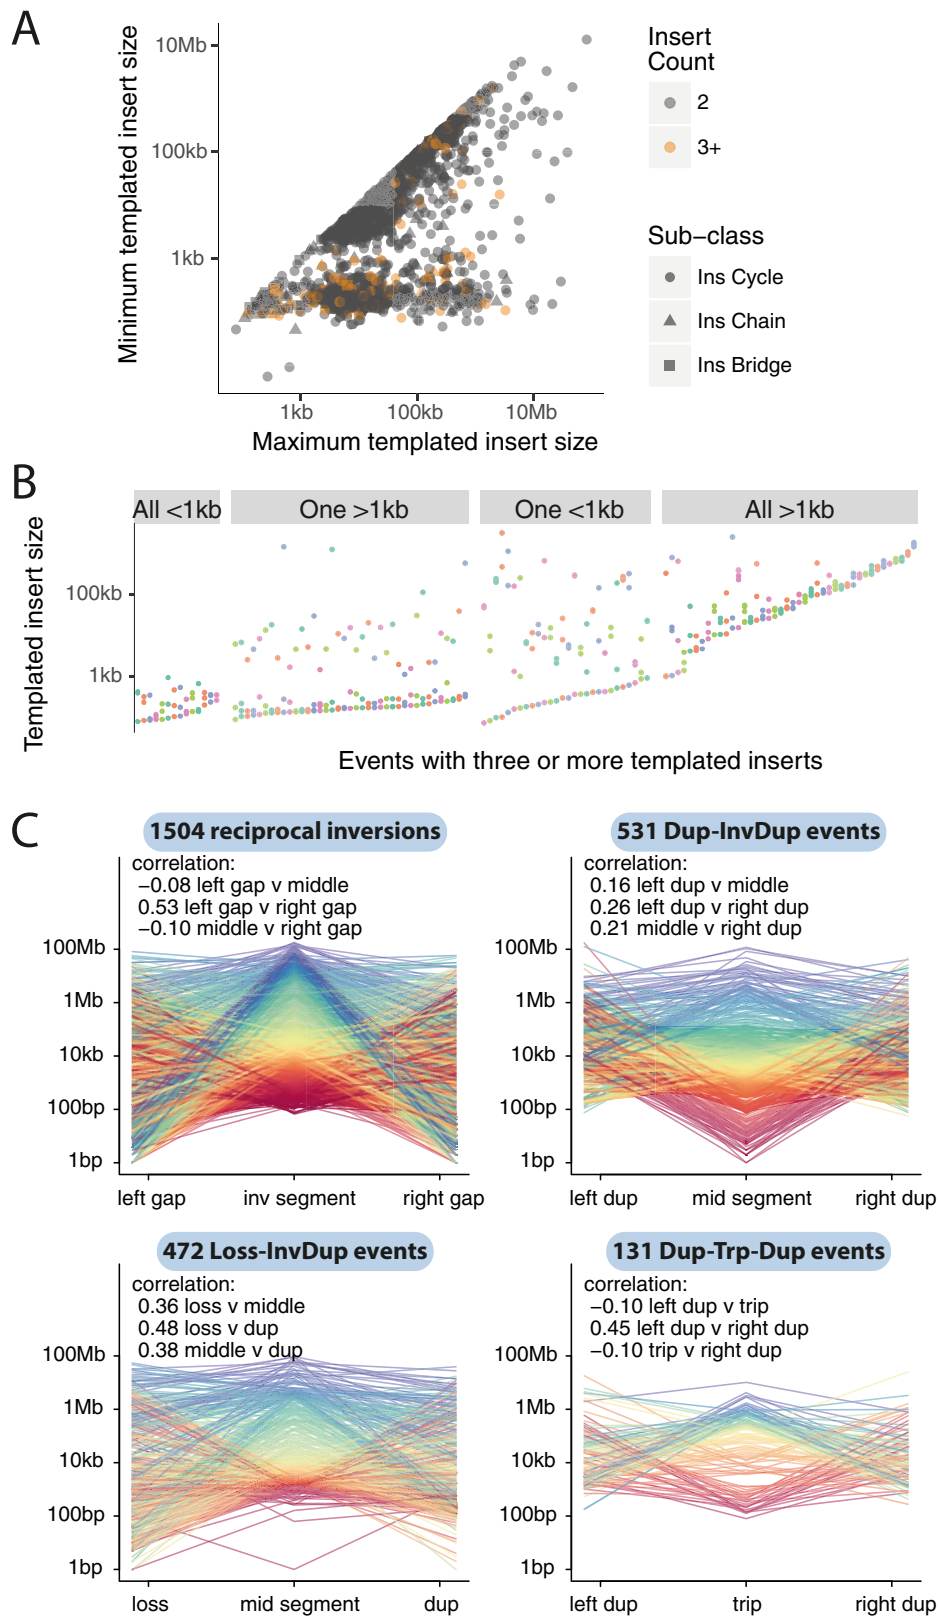 A
Minimum templated insert size
10Mb
100kb
1kb
1kb
100kb
10Mb
Maximum templated insert size
Insert
Count
2
3+
Sub−class
Ins Cycle
Ins Chain
Ins Bridge
B
All <1kb
One >1kb
One <1kb
All >1kb
Templated insert size
100kb
1kb
Events with three or more templated inserts
C
1504 reciprocal inversions
correlation:
−0.08 left gap v middle
0.53 left gap v right gap
−0.10 middle v right gap
100Mb
1Mb
10kb
100bp
1bp
left gap
inv segment
right gap
531 Dup-InvDup events
correlation:
0.16 left dup v middle
0.26 left dup v right dup
0.21 middle v right dup
100Mb
1Mb
10kb
100bp
1bp
left dup
mid segment
right dup
472 Loss-InvDup events
correlation:
0.36 loss v middle
0.48 loss v dup
0.38 middle v dup
100Mb
1Mb
10kb
100bp
1bp
loss
mid segment
dup
131 Dup-Trp-Dup events
correlation:
−0.10 left dup v trip
0.45 left dup v right dup
−0.10 trip v right dup
100Mb
1Mb
10kb
100bp
1bp
left dup
trip
right dup